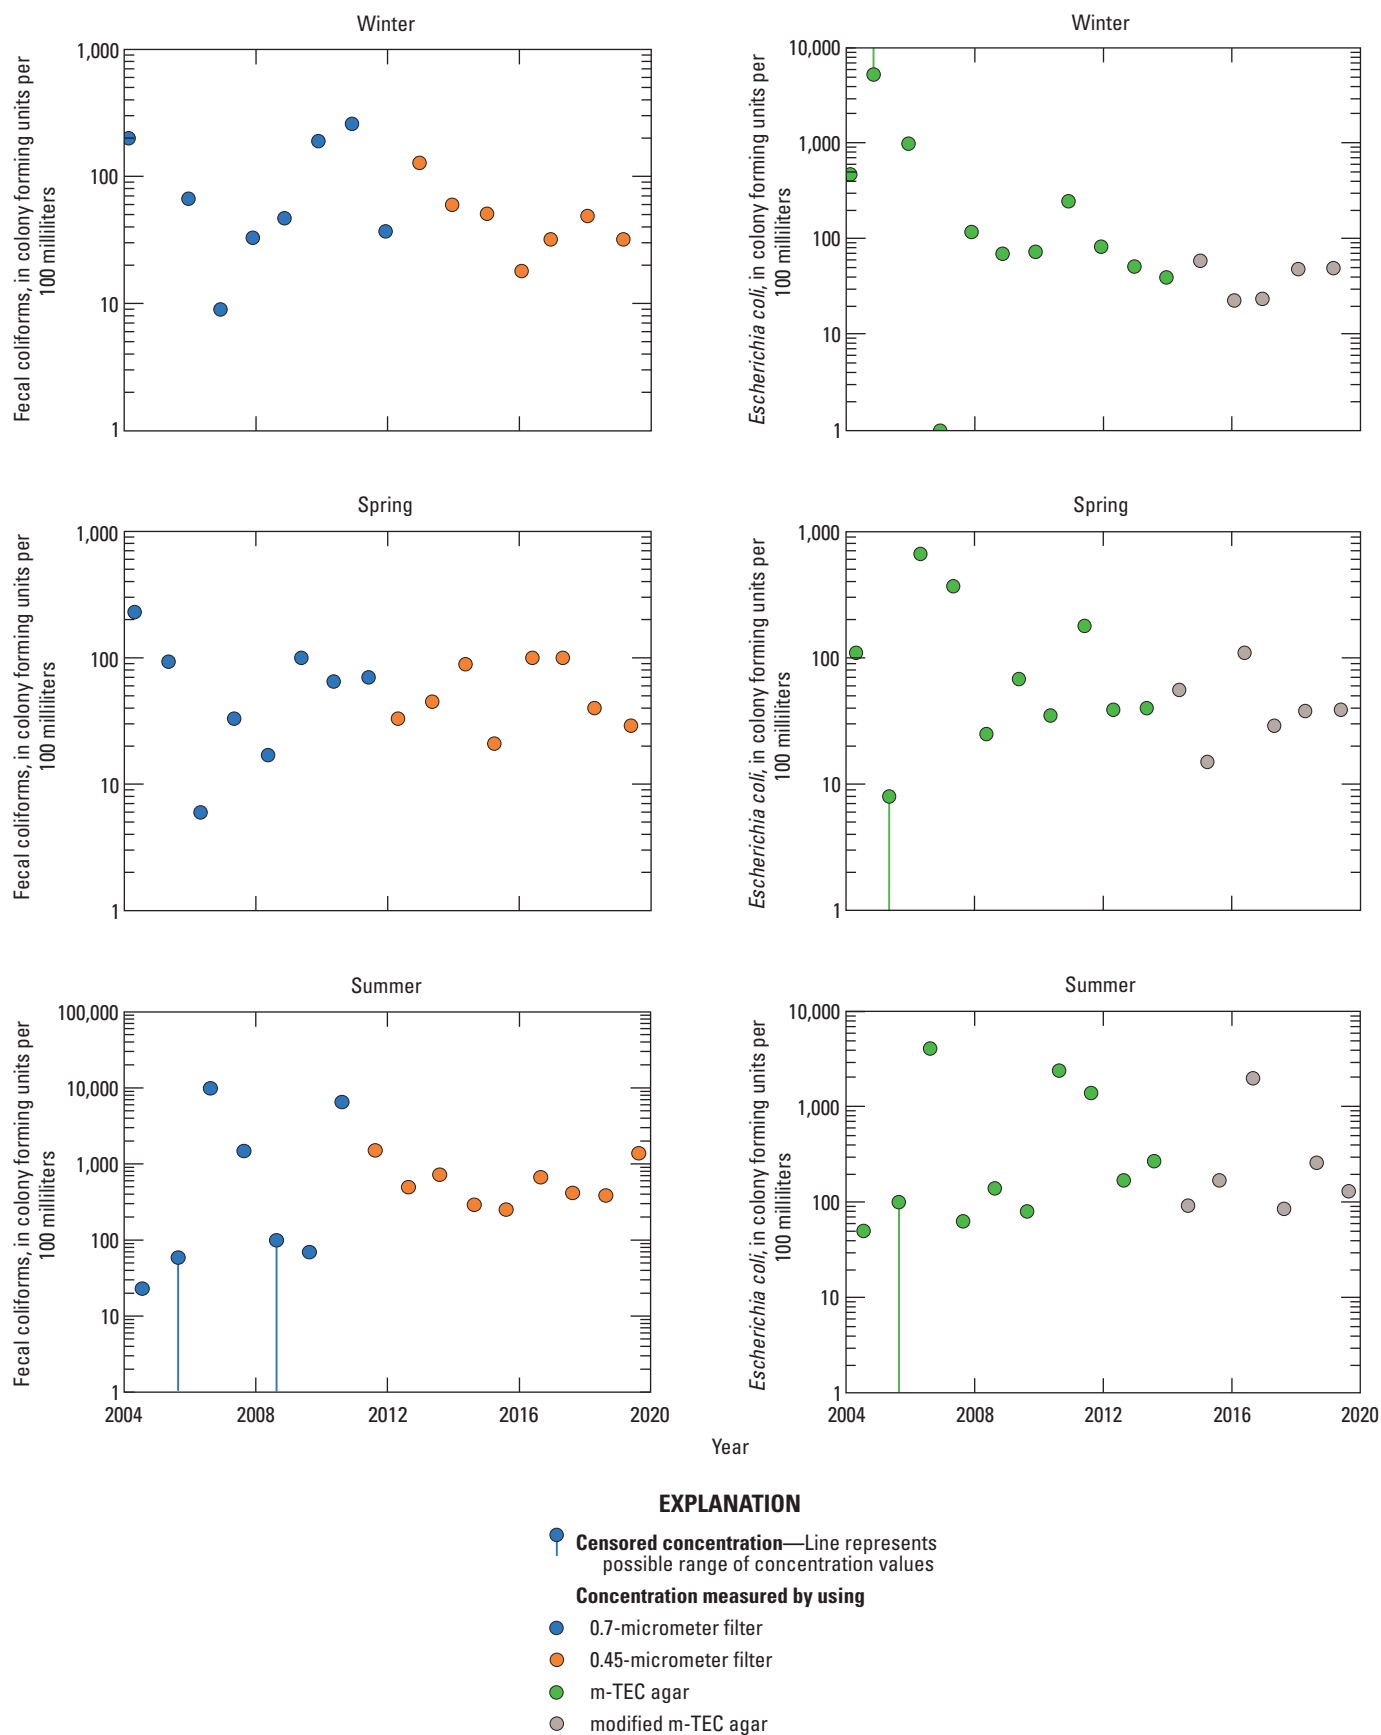 Winter
Fecal coliforms, in colony forming units per
100 milliliters
1,000
100
10
1
Winter
Escherichia coli, in colony forming units per
100 milliliters
10,000
1,000
100
10
1
Spring
Fecal coliforms, in colony forming units per
100 milliliters
1,000
100
10
1
Spring
Escherichia coli, in colony forming units per
100 milliliters
1,000
100
10
1
Summer
Fecal coliforms, in colony forming units per
100 milliliters
100,000
10,000
1,000
100
10
1
2004 2008 2012 2016 2020
Summer
Escherichia coli, in colony forming units per
100 milliliters
10,000
1,000
100
10
1
2004 2008 2012 2016 2020
Year
EXPLANATION
Censored concentration—Line represents
possible range of concentration values
Concentration measured by using
0.7-micrometer filter
0.45-micrometer filter
m-TEC agar
modified m-TEC agar